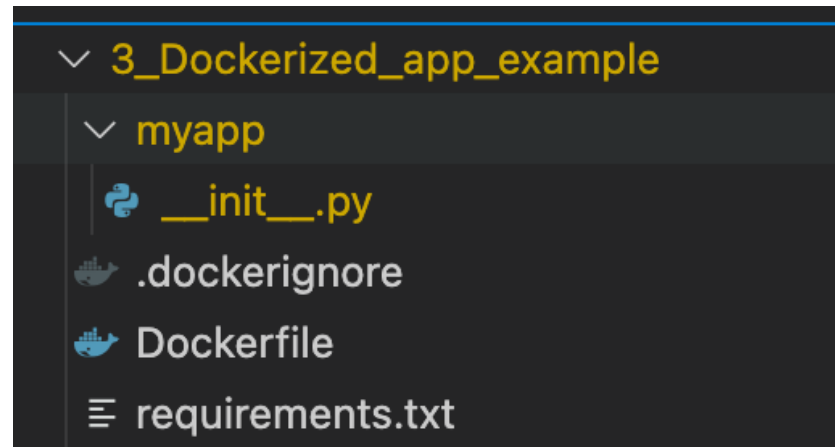 3_Dockerized_app_example
myapp
__init__.py
.dockerignore
Dockerfile
requirements.txt